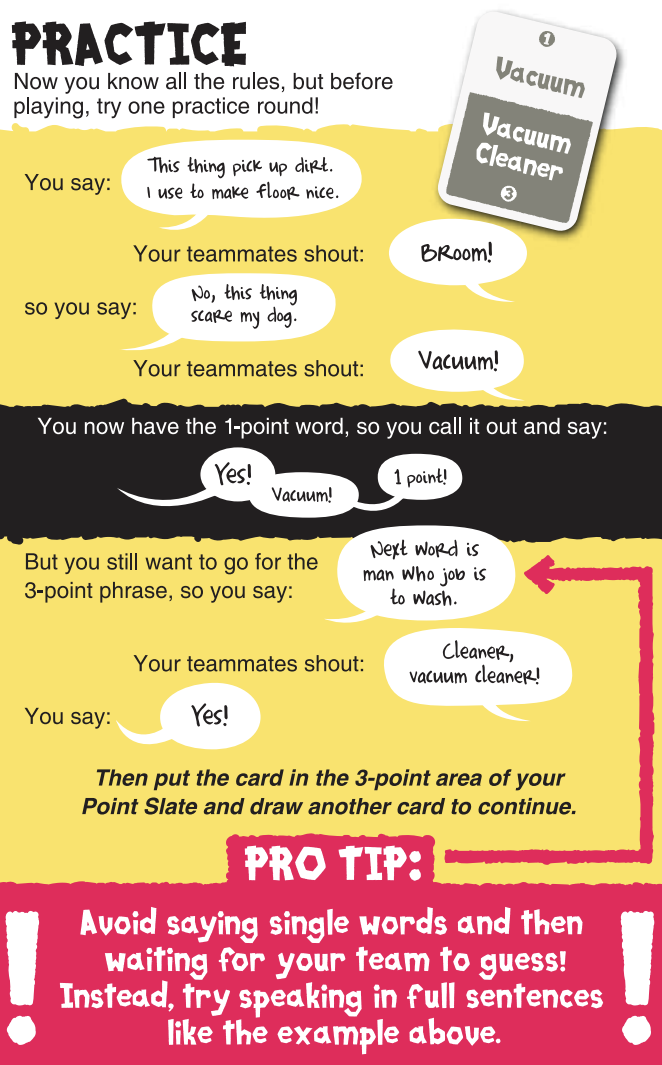 PRACTICE
Now you know all the rules, but before
playing, try one practice round!
1
Vacuum
Vacuum
Cleaner
3
You say:
This thing pick up dirt.
I use to make floor nice.
Your teammates shout:
BRoom!
so you say:
No, this thing
scare my dog.
Your teammates shout:
Vacuum!
You now have the 1-point word, so you call it out and say:
Yes!
Vacuum!
1 point!
But you still want to go for the
3-point phrase, so you say:
Next word is
man who job is
to wash.
Your teammates shout:
Cleaner,
vacuum cleaner!
You say:
Yes!
Then put the card in the 3-point area of your
Point Slate and draw another card to continue.
PRO TIP:
! Avoid saying single words and then !
waiting for your team to guess!
Instead, try speaking in full sentences
like the example above.